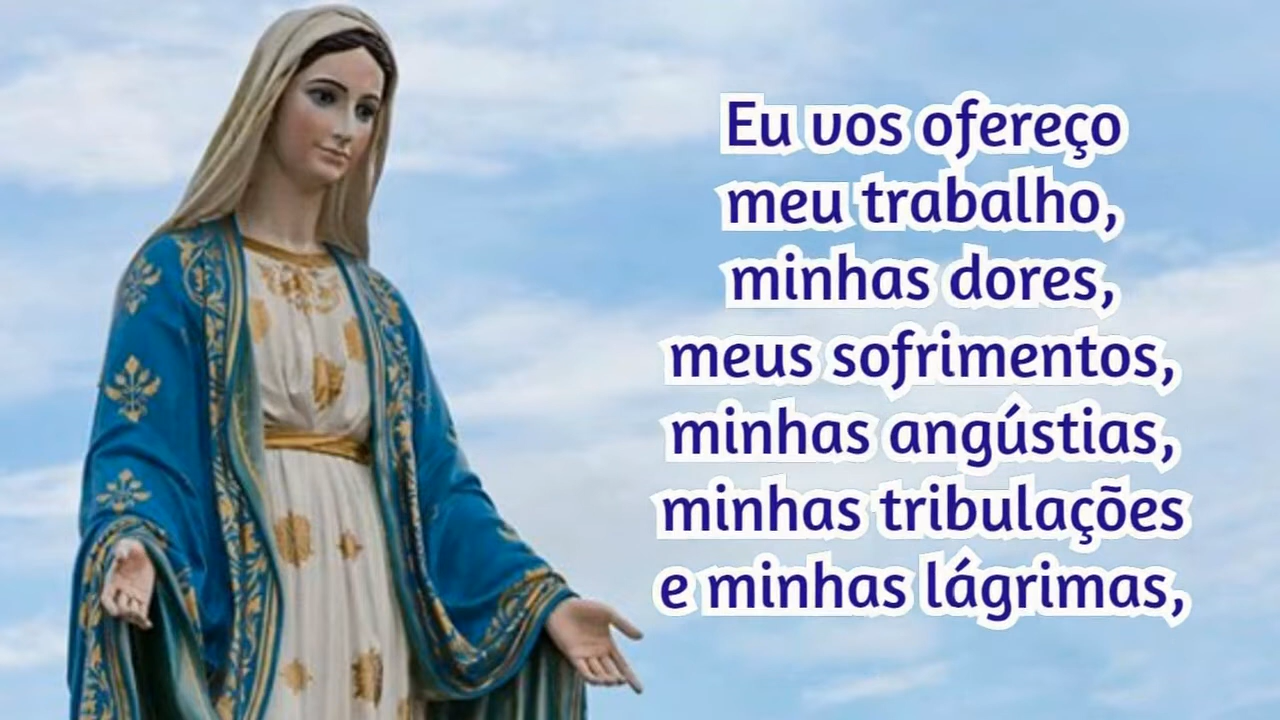 Eu vos ofereço
meu trabalho,
minhas dores,
meus sofrimentos,
minhas angústias,
minhas tribulações
e minhas lágrimas,